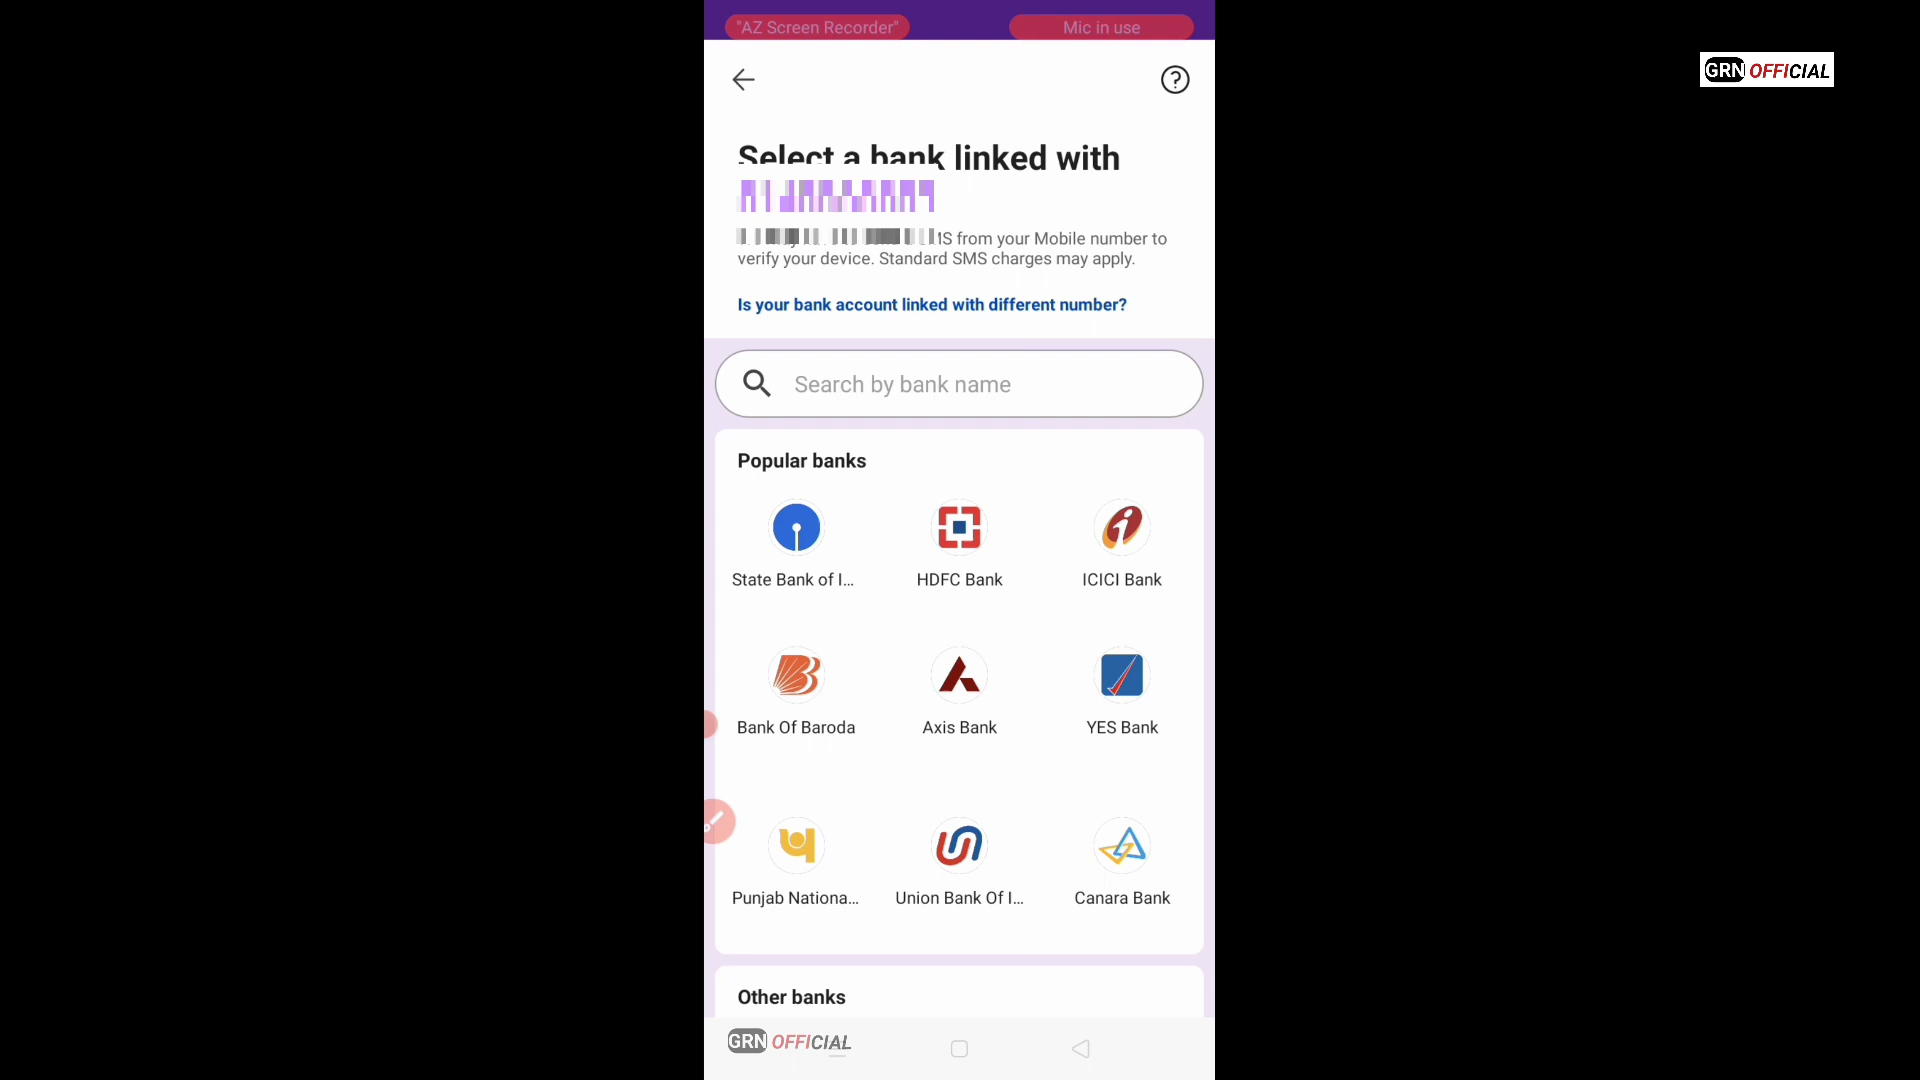 "AZ Screen Recorder"
Mic in use
GRN OFFICIAL
Select a bank linked with
from your Mobile number to
verify your device. Standard SMS charges may apply.
Is your bank account linked with different number?
Search by bank name
Popular banks
State Bank of I...
HDFC Bank
ICICI Bank
Bank Of Baroda
Axis Bank
YES Bank
Punjab Nationa...
Union Bank Of I...
Canara Bank
Other banks
GRN OFFICIAL